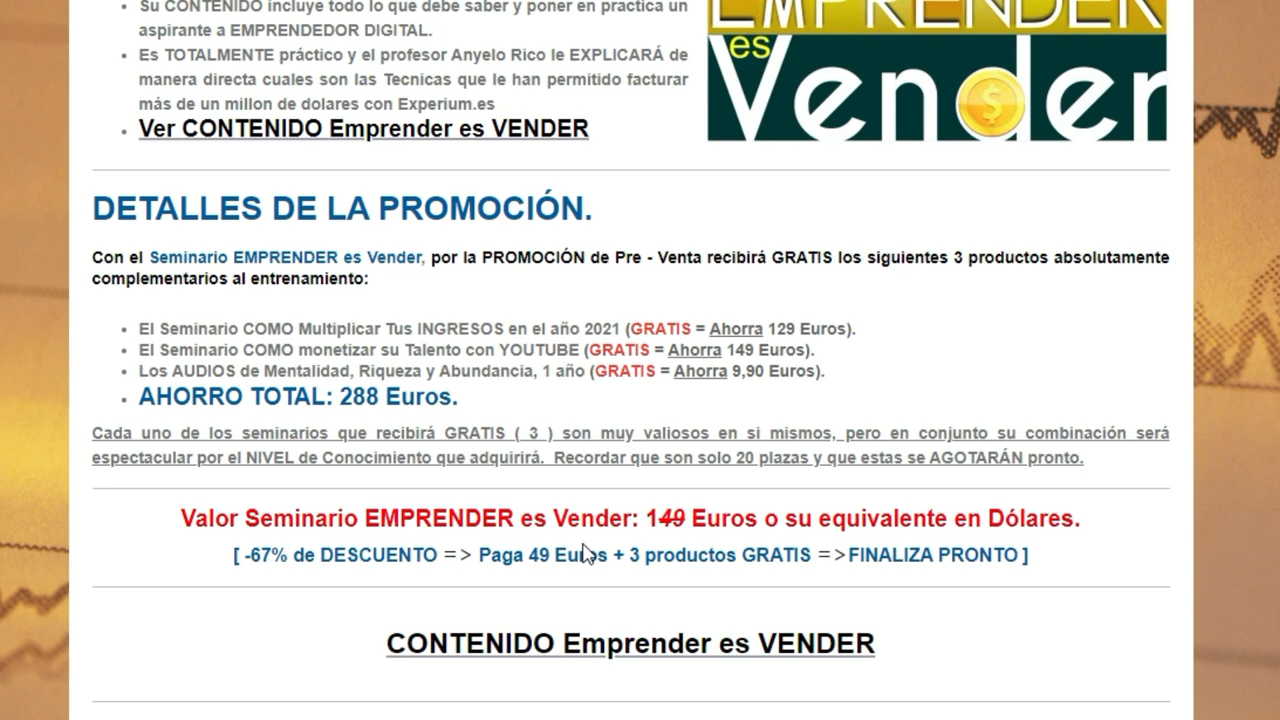 Su CONTENIDO incluye todo lo que debe saber y poner en practica un
aspirante a EMPRENDEDOR DIGITAL.
Es TOTALMENTE práctico y el profesor Anyelo Rico le EXPLICARÁ de
manera directa cuales son las Tecnicas que le han permitido facturar
más de un millon de dolares con Experium.es
Ver CONTENIDO Emprender es VENDER
EMPRENDER
es
Vender
DETALLES DE LA PROMOCIÓN.
Con el Seminario EMPRENDER es Vender, por la PROMOCIÓN de Pre - Venta recibirá GRATIS los siguientes 3 productos absolutamente
complementarios al entrenamiento:
El Seminario COMO Multiplicar Tus INGRESOS en el año 2021 (GRATIS = Ahorra 129 Euros).
El Seminario COMO monetizar su Talento con YOUTUBE (GRATIS = Ahorra 149 Euros).
Los AUDIOS de Mentalidad, Riqueza y Abundancia, 1 año (GRATIS = Ahorra 9,90 Euros).
AHORRO TOTAL: 288 Euros.
Cada uno de los seminarios que recibirá GRATIS ( 3 ) son muy valiosos en si mismos, pero en conjunto su combinación será
espectacular por el NIVEL de Conocimiento que adquirirá. Recordar que son solo 20 plazas y que estas se AGOTARÁN pronto.
Valor Seminario EMPRENDER es Vender: 149 Euros o su equivalente en Dólares.
[ -67% de DESCUENTO => Paga 49 Euros + 3 productos GRATIS =>FINALIZA PRONTO ]
CONTENIDO Emprender es VENDER